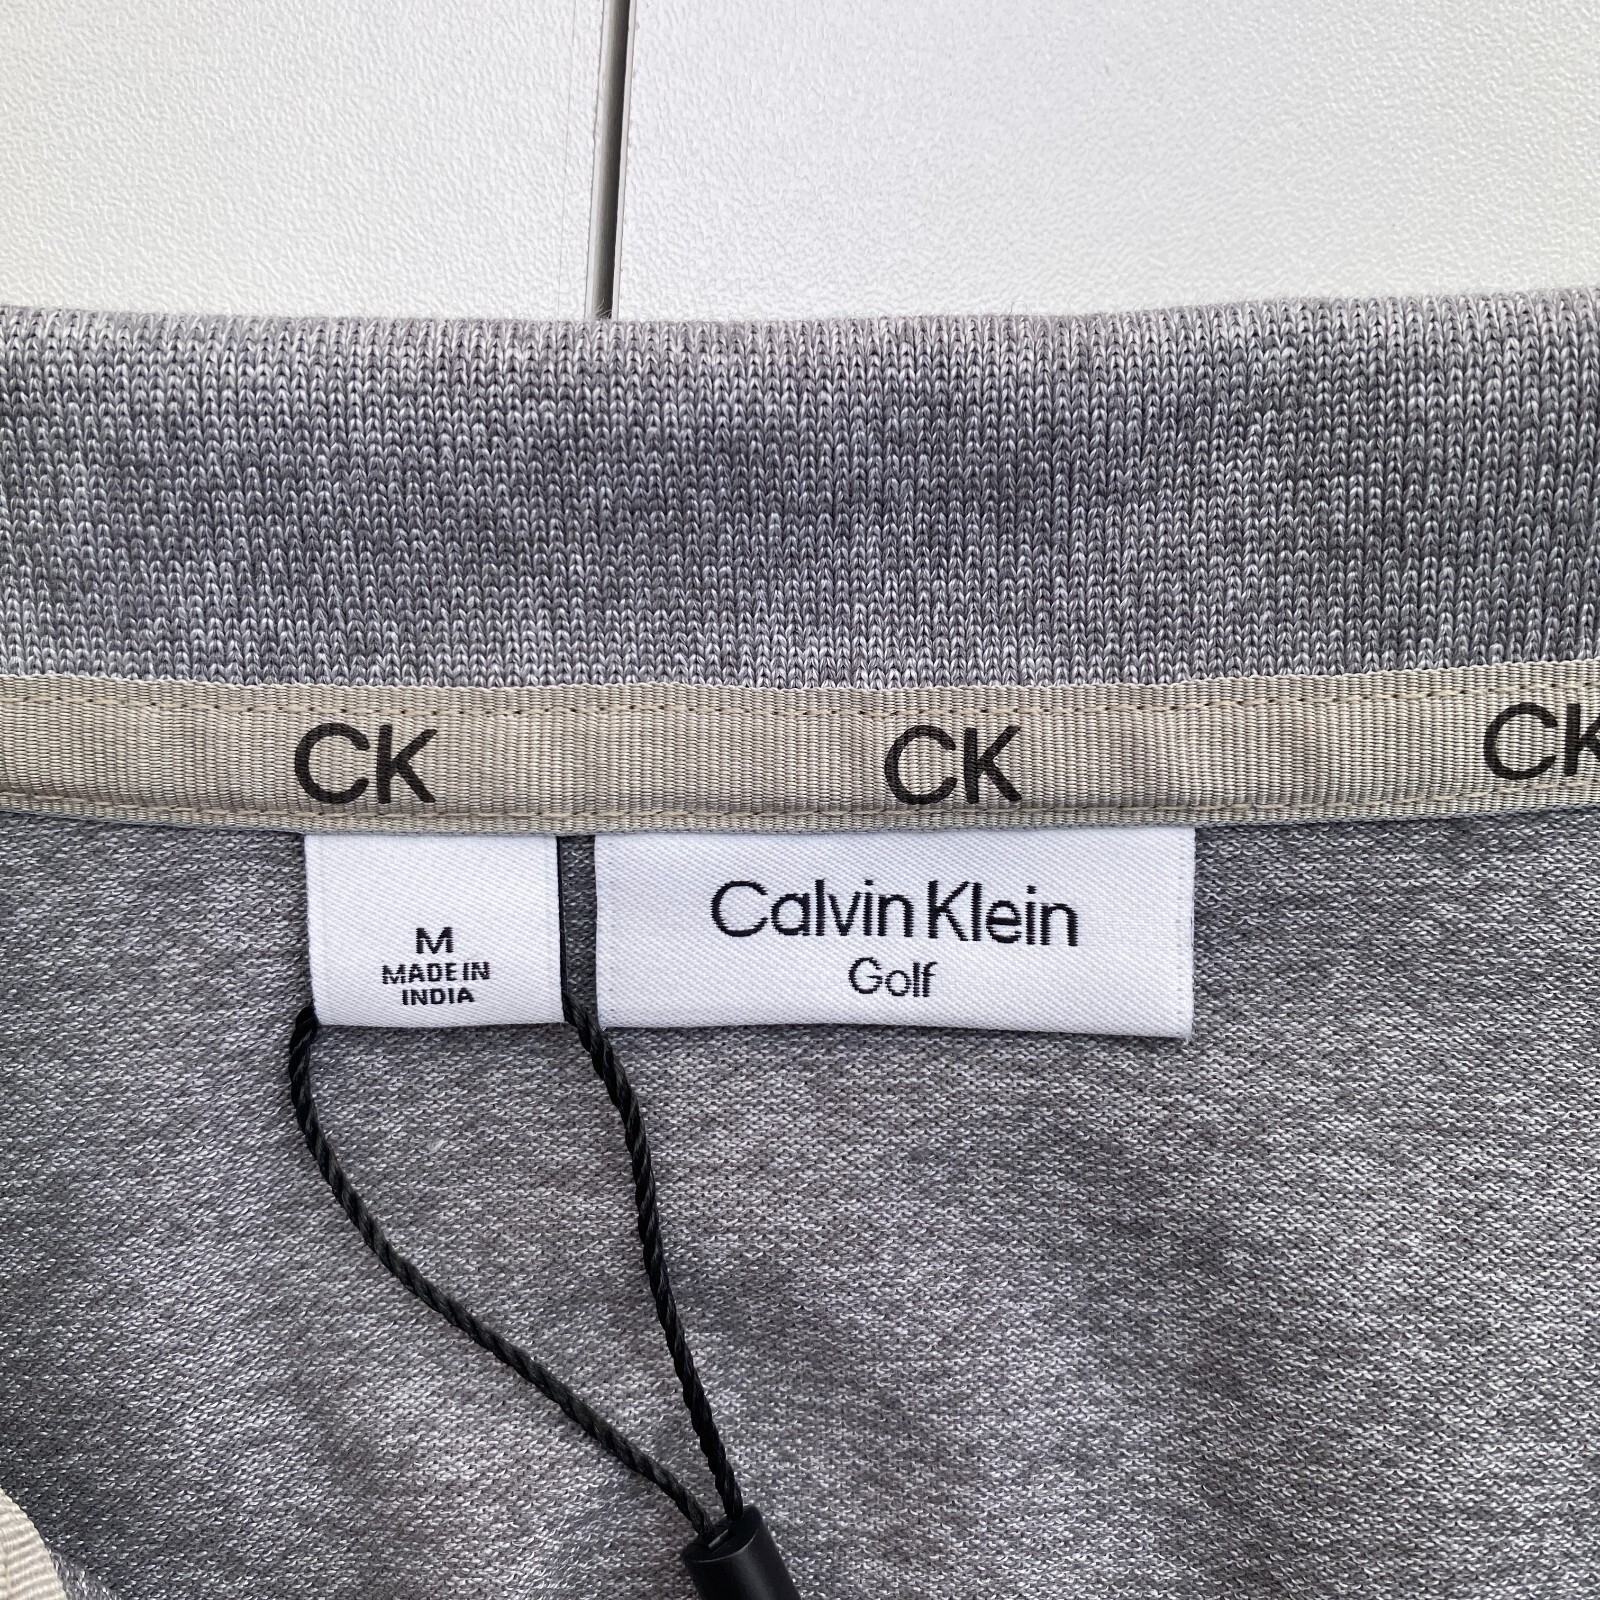 CK CK CK
M
MADE IN
INDIA
Calvin Klein
Golf